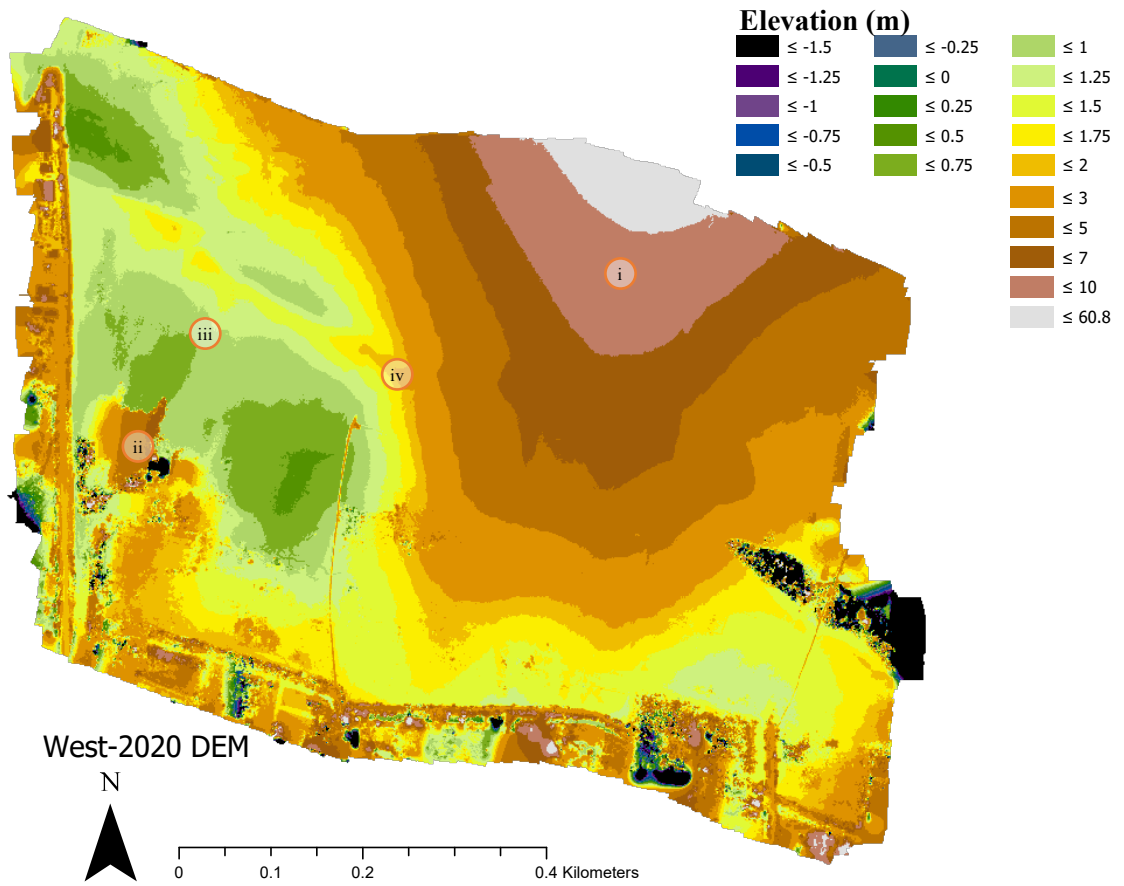 Elevation (m)
≤ -1.5
≤ -1.25
≤ -1
≤ -0.75
≤ -0.5
≤ -0.25
≤ 0
≤ 0.25
≤ 0.5
≤ 0.75
≤ 1
≤ 1.25
≤ 1.5
≤ 1.75
≤ 2
≤ 3
≤ 5
≤ 7
≤ 10
≤ 60.8
i
iii
iv
ii
West-2020 DEM
N
0 0.1 0.2 0.4 Kilometers